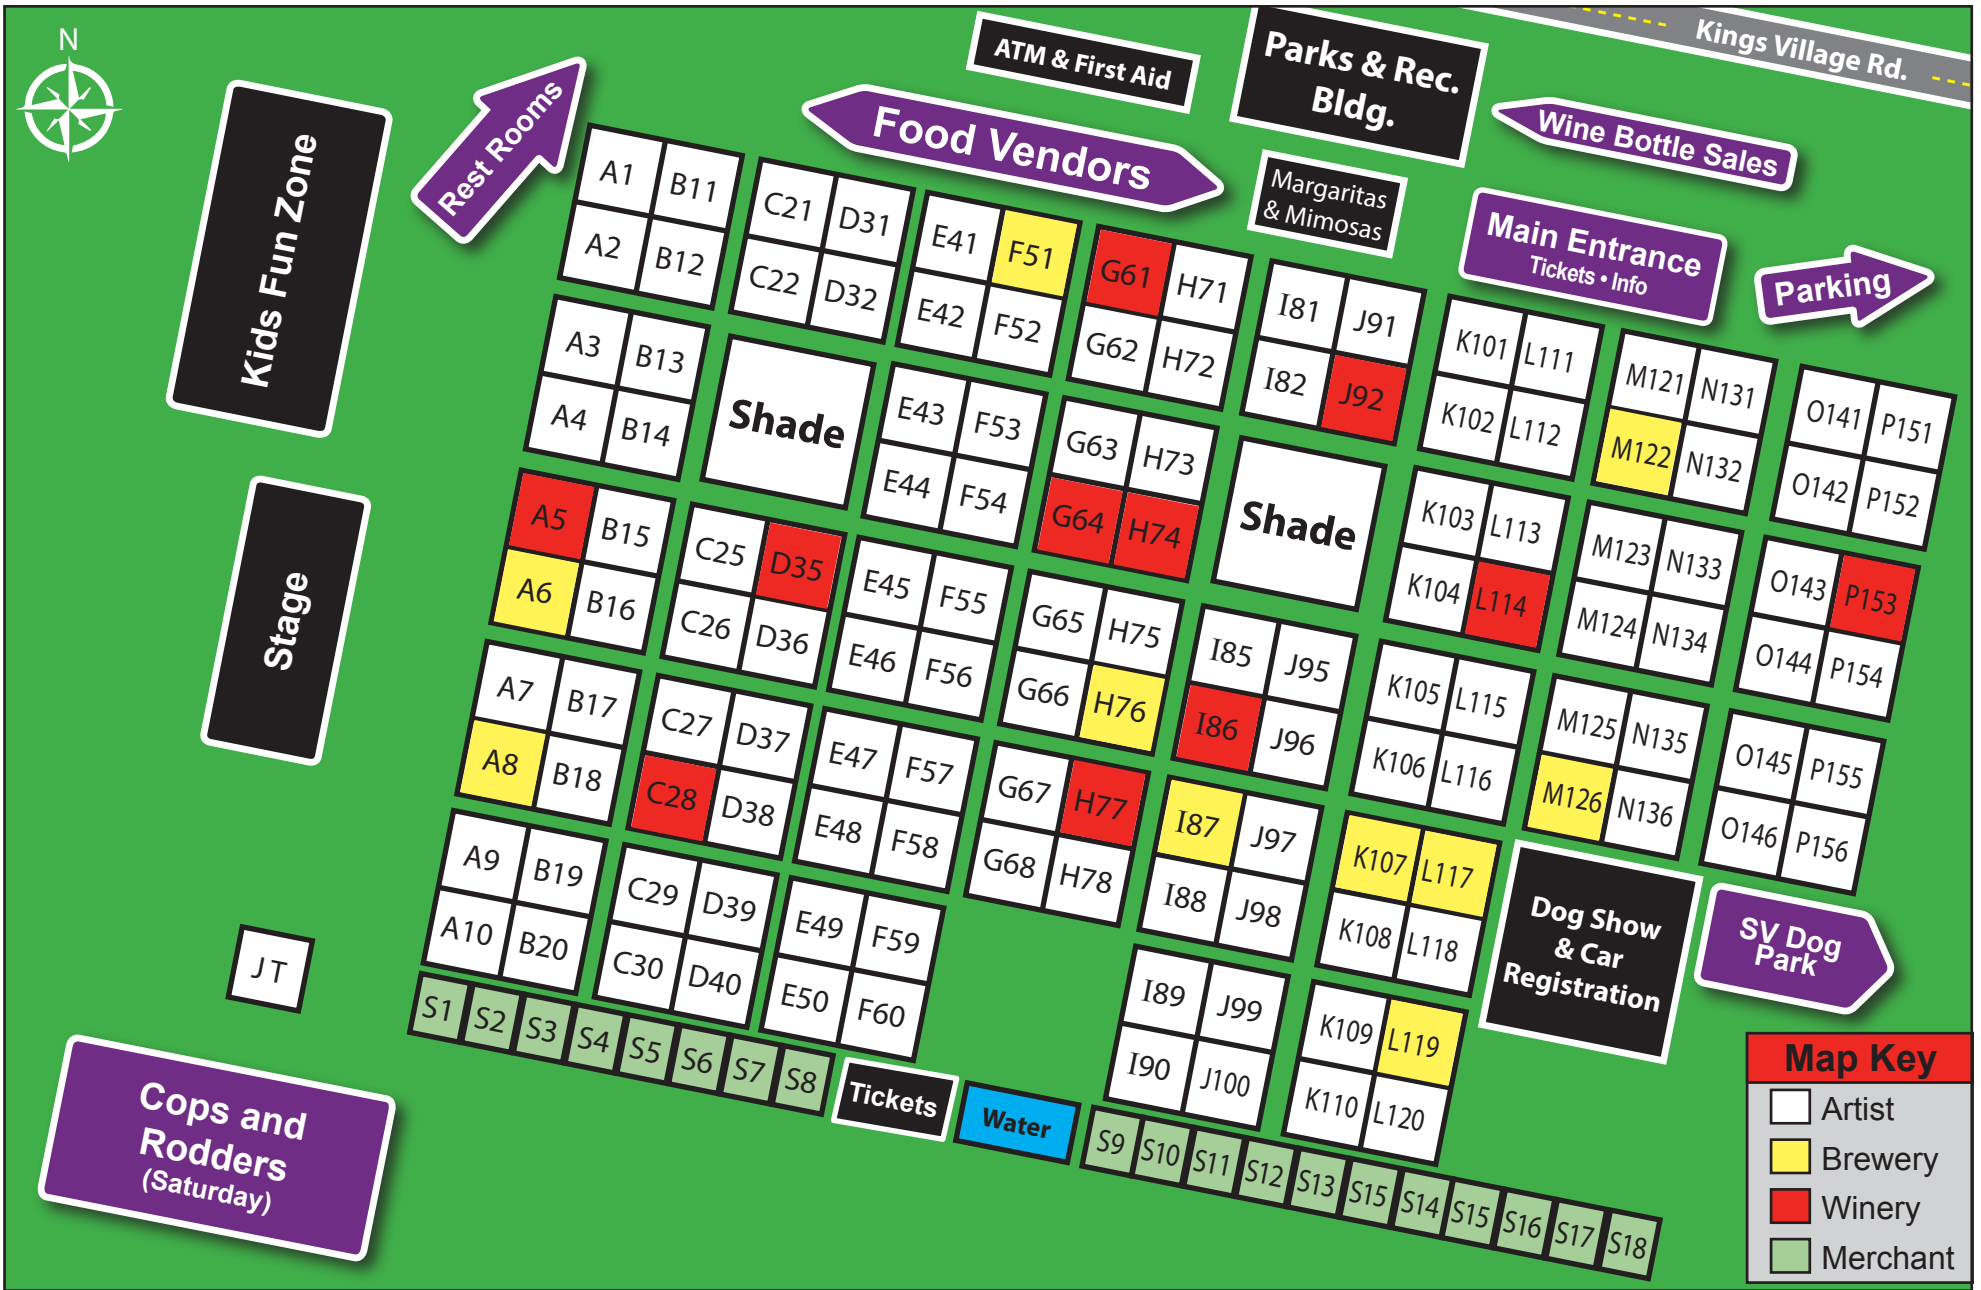 N
Kids Fun Zone
Rest Rooms
ATM & First Aid
Food Vendors
Parks & Rec.
Bldg.
Kings Village Rd.
Wine Bottle Sales
Margaritas
& Mimosas
Main Entrance
Tickets • Info
Parking
A1 B11
A2 B12
C21 D31
C22 D32
E41 F51
E42 F52
G61 H71
G62 H72
I81 J91
I82 J92
K101 L111
K102 L112
M121 N131
M122 N132
O141 P151
O142 P152
A3 B13
A4 B14
Shade
E43 F53
E44 F54
G63 H73
G64 H74
Shade
K103 L113
K104 L114
M123 N133
M124 N134
O143 P153
O144 P154
Stage
A5 B15
A6 B16
C25 D35
C26 D36
E45 F55
E46 F56
G65 H75
G66 H76
I85 J95
I86 J96
K105 L115
K106 L116
M125 N135
M126 N136
O145 P155
O146 P156
A7 B17
A8 B18
C27 D37
C28 D38
E47 F57
E48 F58
G67 H77
G68 H78
I87 J97
I88 J98
K107 L117
K108 L118
Dog Show
& Car
Registration
SV Dog
Park
A9 B19
A10 B20
C29 D39
C30 D40
E49 F59
E50 F60
I89 J99
I90 J100
K109 L119
K110 L120
JT
S1 S2 S3 S4 S5 S6 S7 S8
Tickets
Water
S9 S10 S11 S12 S13 S15 S14 S15 S16 S17 S18
Cops and
Rodders
(Saturday)
Map Key
Artist
Brewery
Winery
Merchant